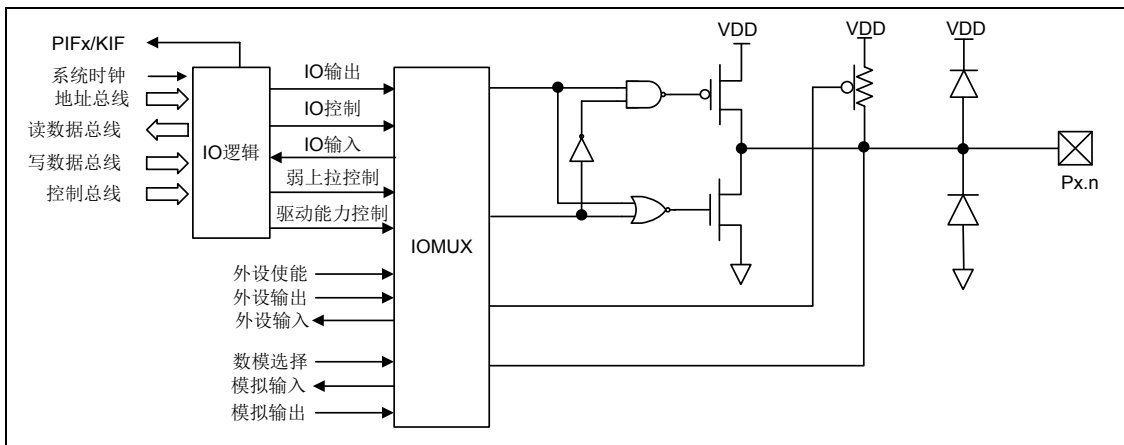 PIFx/KIF
系统时钟
地址总线
读数据总线
写数据总线
控制总线
IO逻辑
IO输出
IO控制
IO输入
弱上拉控制
驱动能力控制
外设使能
外设输出
外设输入
数模选择
模拟输入
模拟输出
IOMUX
VDD
VDD
VDD
Px.n